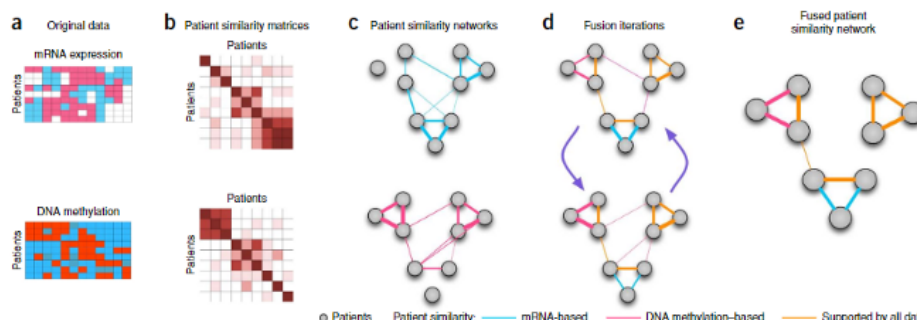 a Original data
mRNA expression
Patients
DNA methylation
Patients
b Patient similarity matrices
Patients
Patients
Patients
Patients
c Patient similarity networks
d Fusion iterations
e Fused patient
similarity network
Patients Patient similarity: mRNA-based DNA methylation–based Supported by all